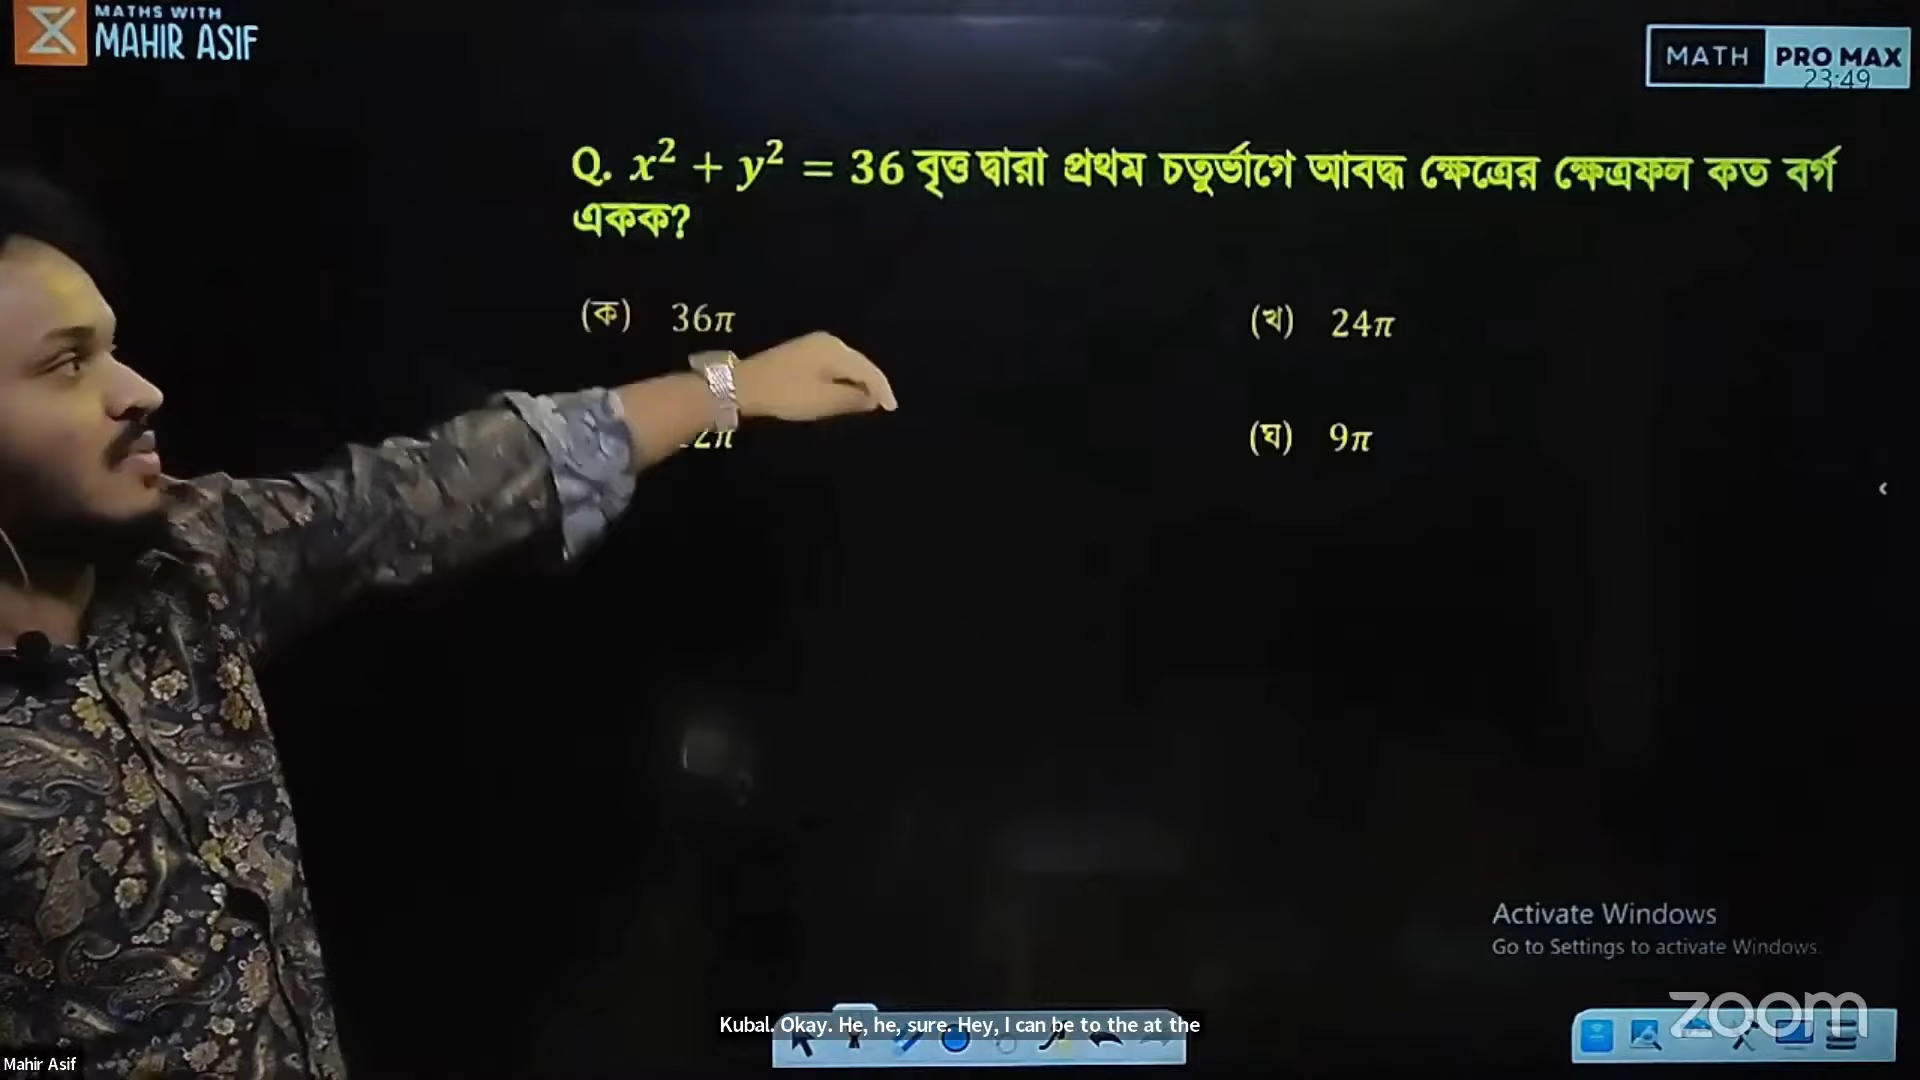 MATHS WITH
MAHIR ASIF
MATH PRO MAX
23:49
Q. x² + y² = 36 বৃত্ত দ্বারা প্রথম চতুর্ভাগে আবদ্ধ ক্ষেত্রের ক্ষেত্রফল কত বর্গ
একক?
(ক) 36π
(খ) 24π
2π
(ঘ) 9π
Activate Windows
Go to Settings to activate Windows.
zoom
Kubal. Okay. He, he, sure. Hey, I can be to the at the
Mahir Asif